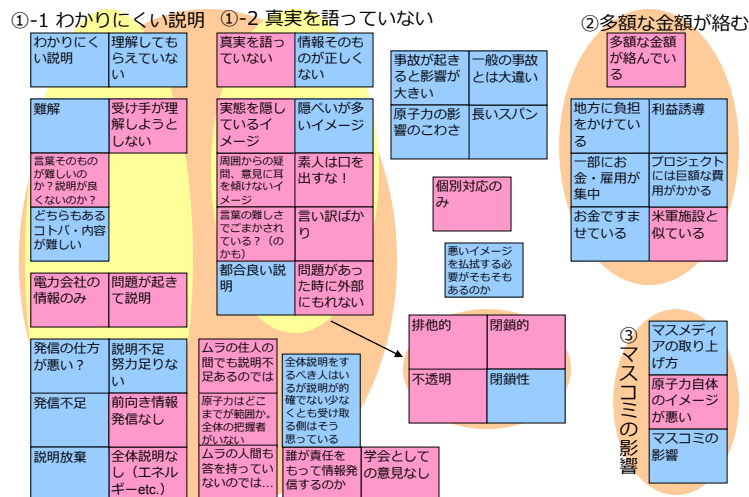 ①-1 わかりにくい説明
①-2 真実を語っていない
②多額な金額が絡む
わかりにく
い説明
理解しても
らえていな
い
難解
受け手が理
解しようと
しない
言葉そのもの
が難しいの
か？説明が良
くないのか？
どちらもある
コトバ・内容
が難しい
電力会社の
情報のみ
問題が起き
て説明
発信の仕方
が悪い？
説明不足
努力足りな
い
発信不足
前向き情報
発信なし
説明放棄
全体説明な
し（エネル
ギーetc.）
真実を語っ
ていない
情報そのも
のが正しく
ない
実態を隠し
ているイ
メージ
隠ぺいが多
いイメージ
周囲からの疑
問、意見に耳
を傾けないイ
メージ
素人は口を
出すな！
言葉の難しさ
でごまかされ
ている？（の
かも）
言い訳ばか
り
都合良い説
明
問題があっ
た時に外部
にもれない
ムラの住人の
間でも説明不
足あるのでは
原子力はどこ
までが範囲か。
全体の把握者
がいない
ムラの人間も
答を持ってい
ないのでは…
全体説明をす
るべき人はい
るが説明が的
確でない少な
くとも受け取
る側はそう
思っている
誰が責任を
もって情報発
信するのか
学会として
の意見なし
事故が起き
ると影響が
大きい
一般の事故
とは大違い
原子力の影
響のこわさ
長いスパン
個別対応の
み
悪いイメージ
を払拭する必
要がそもそも
あるのか
排他的
閉鎖的
不透明
閉鎖性
多額な金額
が絡んでい
る
地方に負担
をかけてい
る
利益誘導
一部にお
金・雇用が
集中
プロジェクト
には巨額な費
用がかかる
お金ですま
せている
米軍施設と
似ている
③マスコミの影響
マスメディ
アの取り上
げ方
原子力自体
のイメージ
が悪い
マスコミの
影響